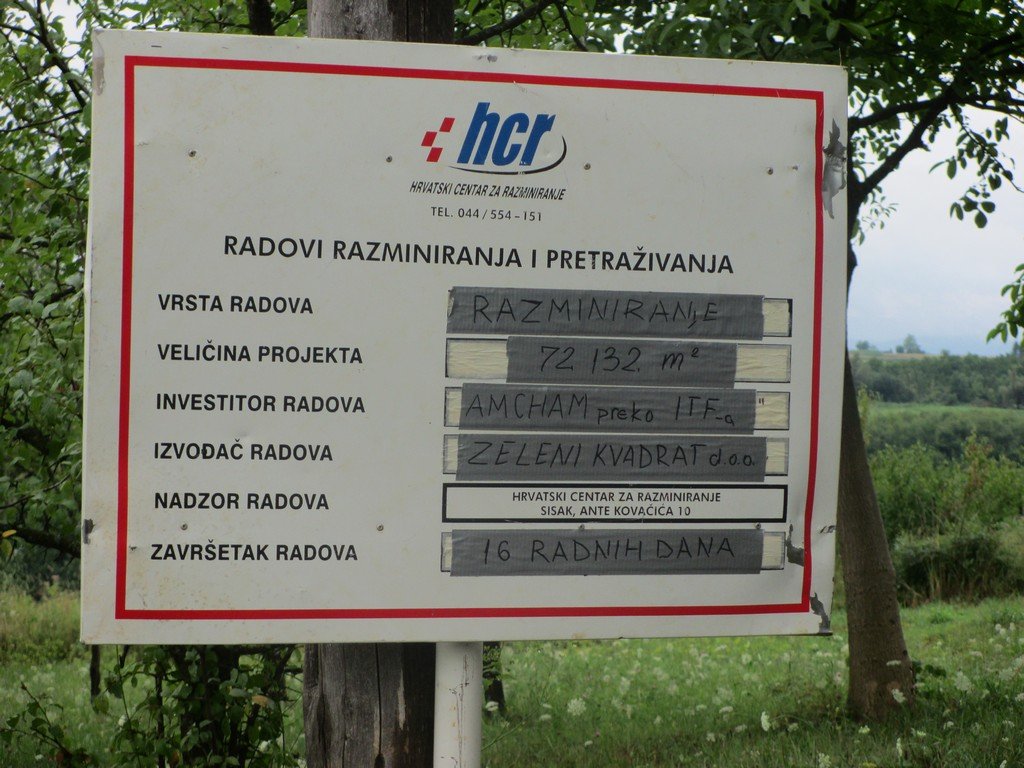 hcr
HRVATSKI CENTAR ZA RAZMINIRANJE
TEL. 044 / 554 - 151
RADOVI RAZMINIRANJA I PRETRAŽIVANJA
VRSTA RADOVA RAZMINIRANJE
VELIČINA PROJEKTA 72 132 m²
INVESTITOR RADOVA AMCHAM preko ITF-a "
IZVOĐAČ RADOVA ZELENI KVADRAT d.o.o.
NADZOR RADOVA HRVATSKI CENTAR ZA RAZMINIRANJE
SISAK, ANTE KOVAČIĆA 10
ZAVRŠETAK RADOVA 16 RADNIH DANA